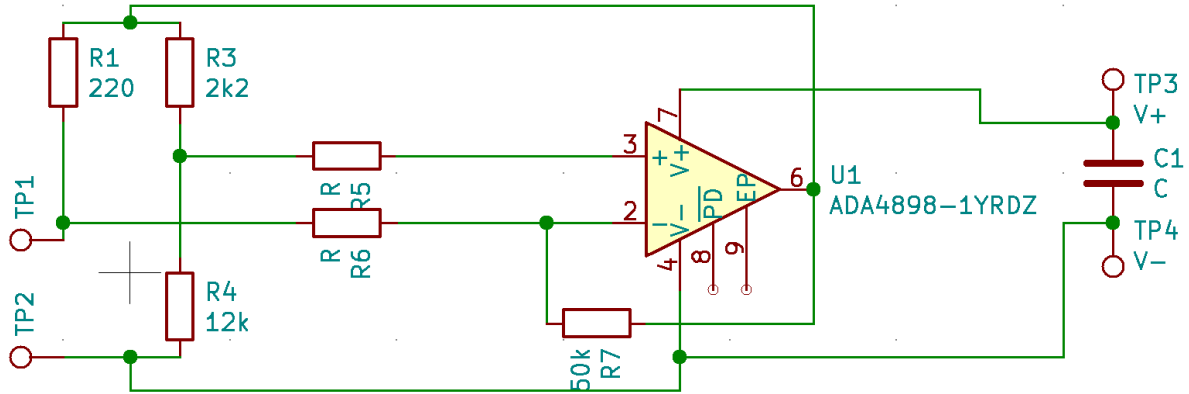 R1
220
R3
2k2
TP1
TP2
R4
12k
R
R5
R
R6
3
2
7
6
4
8
9
+
V+
−
V-
PD
EP
U1
ADA4898-1YRDZ
50k
R7
TP3
V+
C1
C
TP4
V-